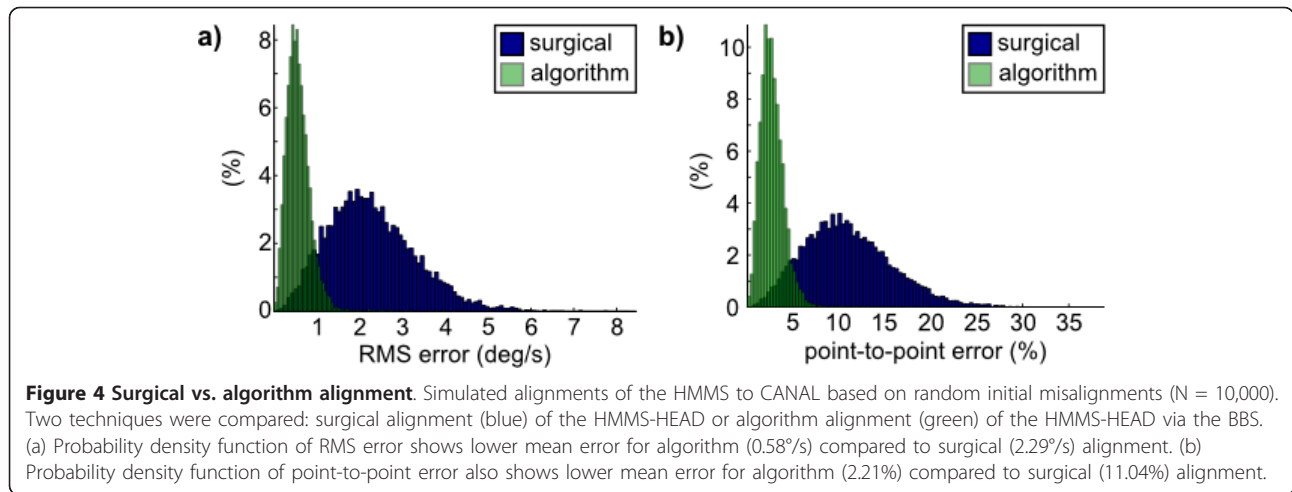 a)
surgical
algorithm
8
6
4
2
0
(%)
1 2 3 4 5 6 7 8
RMS error (deg/s)
b)
surgical
algorithm
10
8
6
4
2
0
(%)
5 10 15 20 25 30 35
point-to-point error (%)
Figure 4 Surgical vs. algorithm alignment. Simulated alignments of the HMMS to CANAL based on random initial misalignments (N = 10,000).
Two techniques were compared: surgical alignment (blue) of the HMMS-HEAD or algorithm alignment (green) of the HMMS-HEAD via the BBS.
(a) Probability density function of RMS error shows lower mean error for algorithm (0.58°/s) compared to surgical (2.29°/s) alignment. (b)
Probability density function of point-to-point error also shows lower mean error for algorithm (2.21%) compared to surgical (11.04%) alignment.